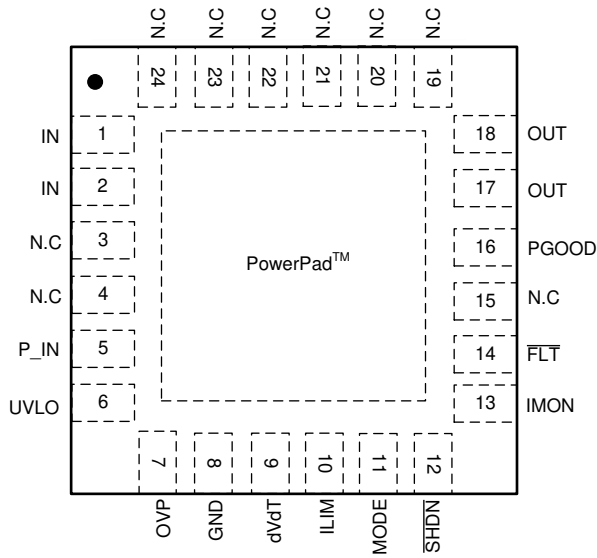 N.C N.C N.C N.C N.C N.C
24 23 22 21 20 19
IN 1
IN 2
N.C 3
N.C 4
P_IN 5
UVLO 6
PowerPad™
18 OUT
17 OUT
16 PGOOD
15 N.C
14 FLT
13 IMON
7 8 9 10 11 12
OVP GND dVdT ILIM MODE SHDN